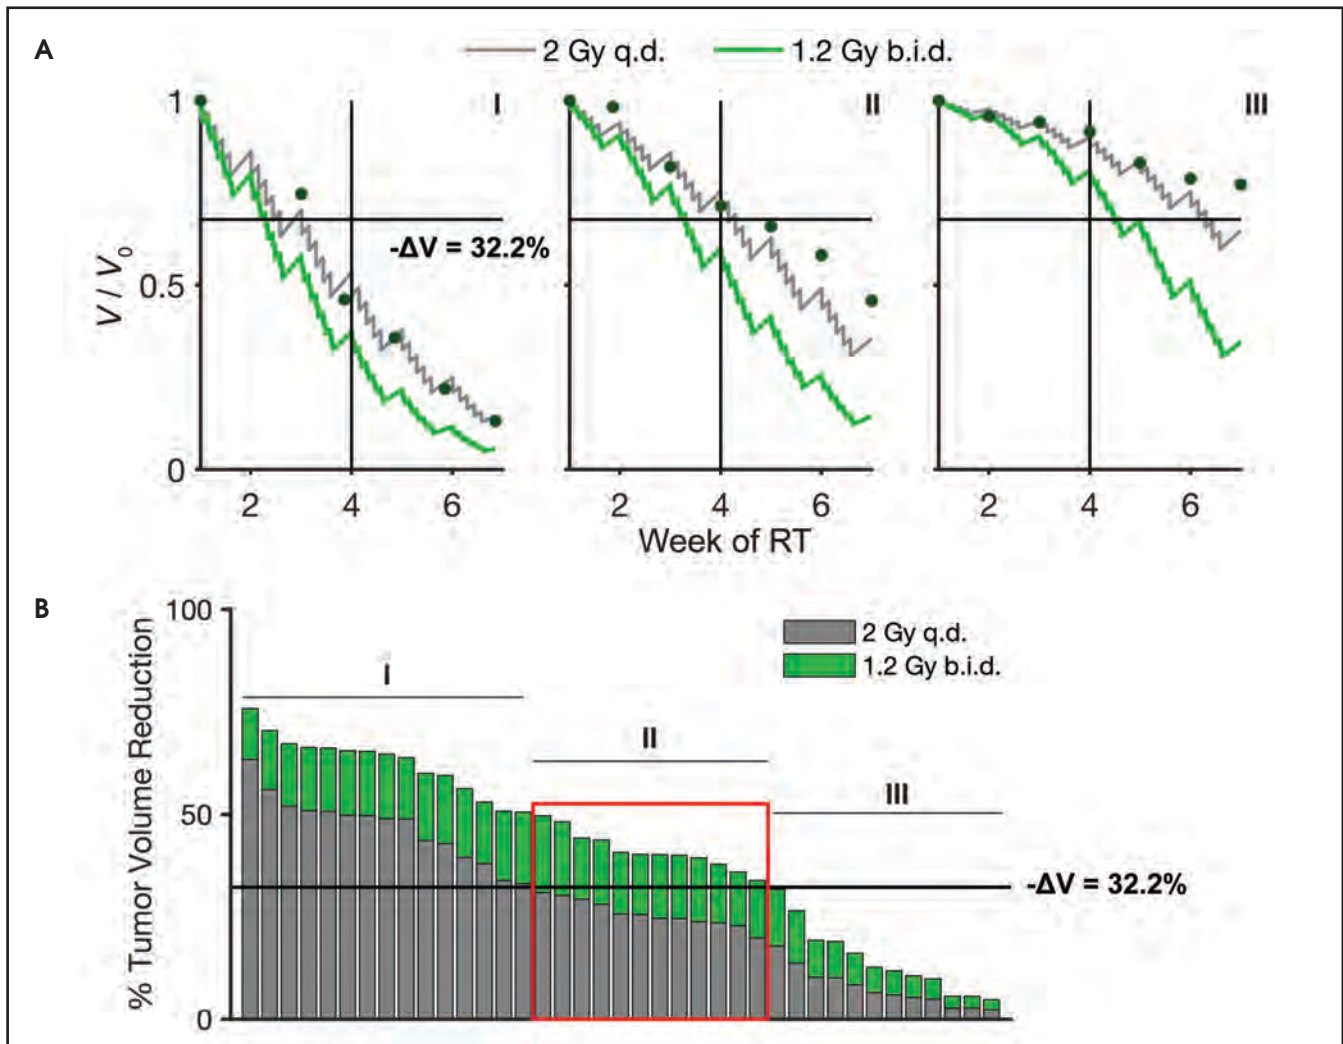 A
2 Gy q.d.
1.2 Gy b.i.d.
I
II
III
1
0.5
0
V / V0
-ΔV = 32.2%
2 4 6
2 4 6
2 4 6
Week of RT
B
100
50
0
% Tumor Volume Reduction
2 Gy q.d.
1.2 Gy b.i.d.
I
II
III
-ΔV = 32.2%